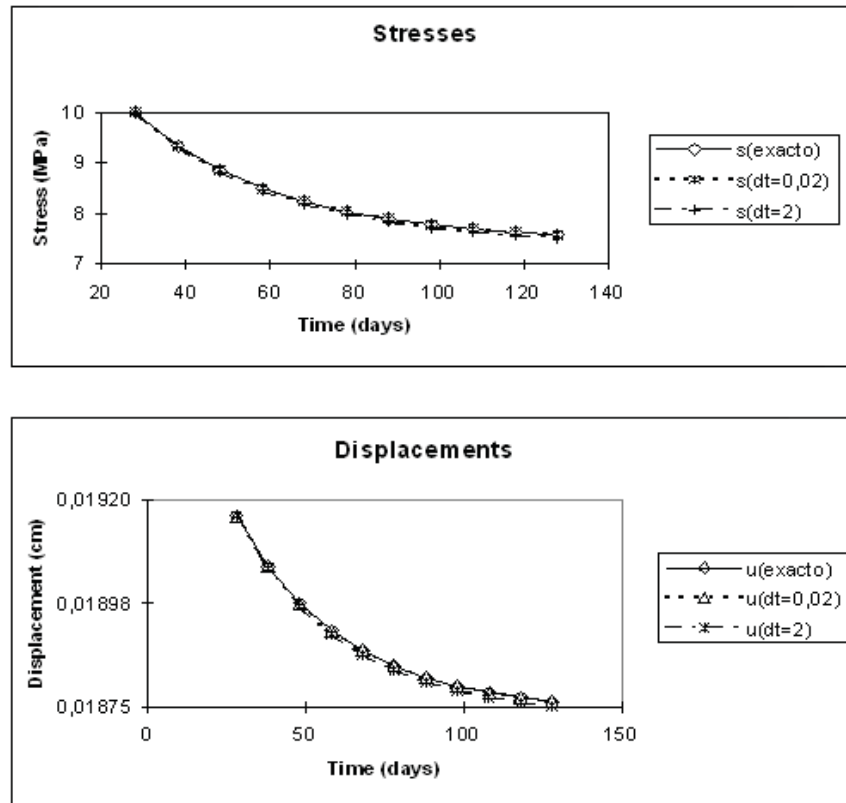 Stresses
10
9
8
7
Stress (MPa)
20 40 60 80 100 120 140
Time (days)
s(exacto)
s(dt=0,02)
s(dt=2)
Displacements
0,01920
0,01898
0,01875
Displacement (cm)
0 50 100 150
Time (days)
u(exacto)
u(dt=0,02)
u(dt=2)